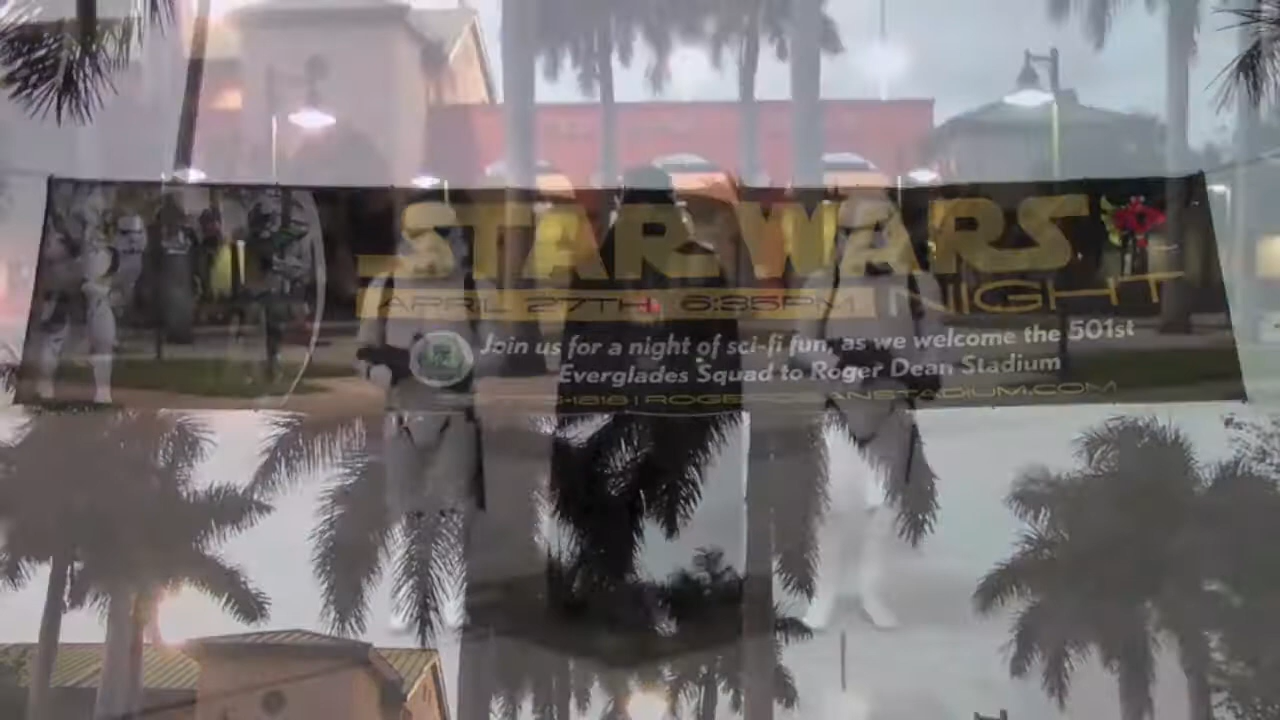 STAR WARS
APRIL 27TH | 6:35PM NIGHT
Join us for a night of sci-fi fun, as we welcome the 501st
Everglades Squad to Roger Dean Stadium
-1818 |